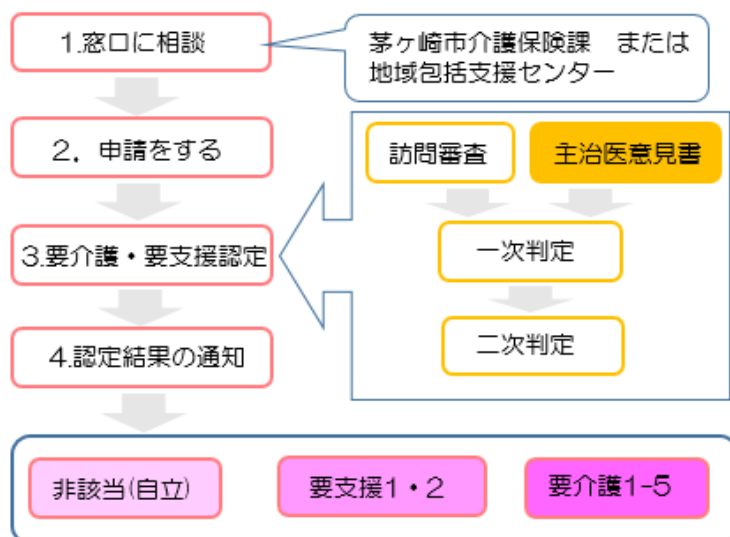 1.窓口に相談
茅ヶ崎市介護保険課　または
地域包括支援センター
2．申請をする
訪問審査
主治医意見書
3.要介護・要支援認定
一次判定
二次判定
4.認定結果の通知
非該当(自立)
要支援1・2
要介護1-5